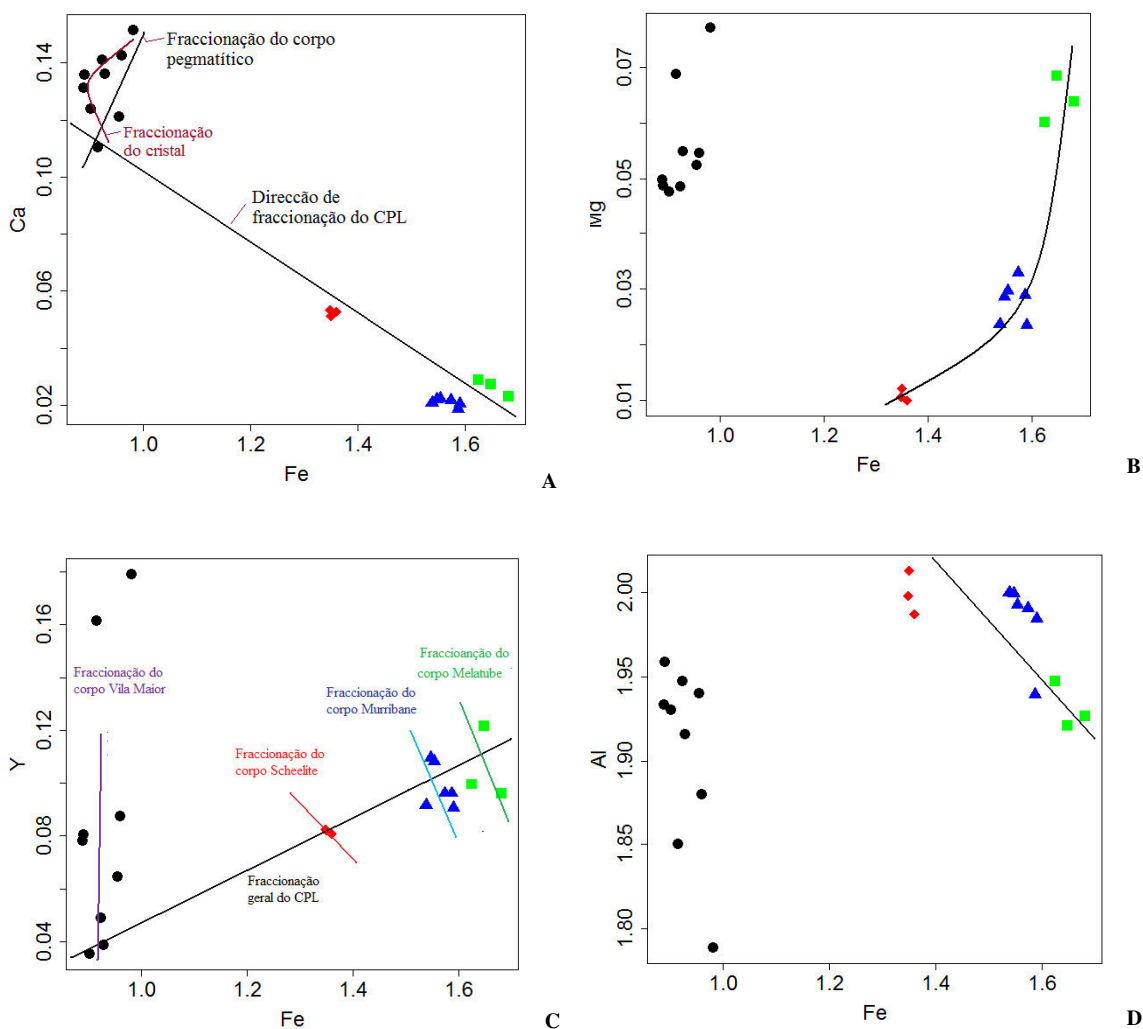 Fraccionação do corpo
pegmatítico
Fraccionação
do cristal
Direccão de
fraccionação do CPL
Ca
0.14
0.10
0.06
0.02
1.0
1.2
1.4
1.6
Fe
A
Mg
0.07
0.05
0.03
0.01
1.0
1.2
1.4
1.6
Fe
B
Fraccionação do
corpo Vila Maior
Fraccionação do
corpo Scheelite
Fraccionação do
corpo Murribane
Fraccioanção do
corpo Melatube
Fraccionação
geral do CPL
Y
0.16
0.12
0.08
0.04
1.0
1.2
1.4
1.6
Fe
C
Al
2.00
1.95
1.90
1.85
1.80
1.0
1.2
1.4
1.6
Fe
D